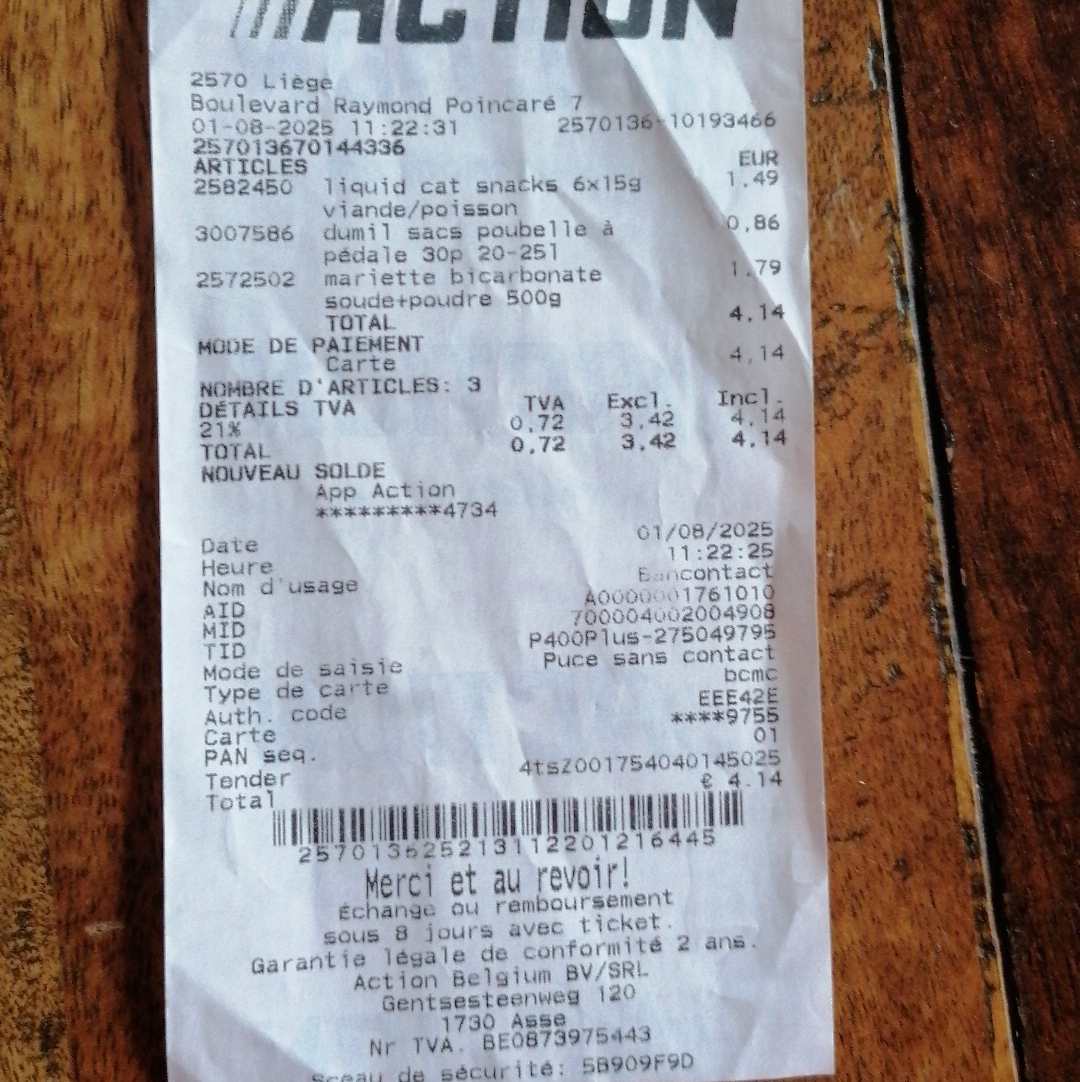 ACTION
2570 Liège
Boulevard Raymond Poincaré 7
01-08-2025 11:22:31 2570136-10193466
257013670144336
ARTICLES EUR
2582450 liquid cat snacks 6x15g 1.49
viande/poisson
3007586 dumil sacs poubelle à 0.86
pédale 30p 20-25l
2572502 mariette bicarbonate 1.79
soude+poudre 500g
TOTAL 4.14
MODE DE PAIEMENT
Carte 4.14
NOMBRE D'ARTICLES: 3
DÉTAILS TVA TVA Excl. Incl.
21% 0.72 3.42 4.14
TOTAL 0.72 3.42 4.14
NOUVEAU SOLDE
App Action
*********4734
Date 01/08/2025
Heure 11:22:25
Nom d'usage Bancontact
AID A0000001761010
MID 700004002004908
TID P400Plus-275049795
Mode de saisie Puce sans contact
Type de carte bcmc
Auth. code EEE42E
Carte ****9755
PAN seq. 01
Tender 4tsZ001754040145025
Total € 4.14
257013625213112201216445
Merci et au revoir!
Échange ou remboursement
sous 8 jours avec ticket.
Garantie légale de conformité 2 ans.
Action Belgium BV/SRL
Gentsesteenweg 120
1730 Asse
Nr TVA. BE0873975443
Sceau de sécurité: 5B909F9D